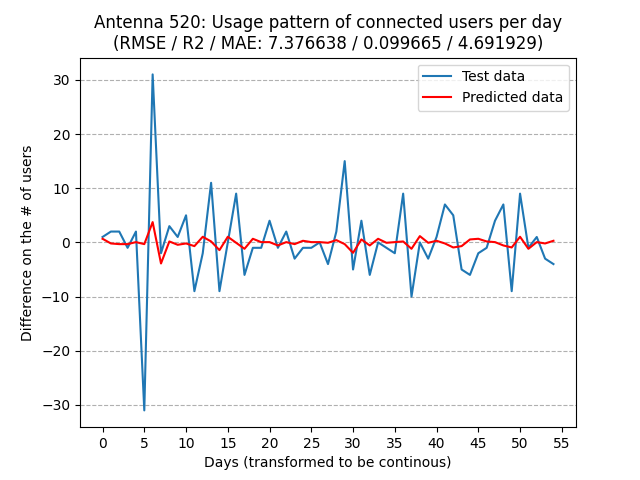 Antenna 520: Usage pattern of connected users per day
(RMSE / R2 / MAE: 7.376638 / 0.099665 / 4.691929)
Test data
Predicted data
Difference on the # of users
30
20
10
0
−10
−20
−30
0 5 10 15 20 25 30 35 40 45 50 55
Days (transformed to be continous)